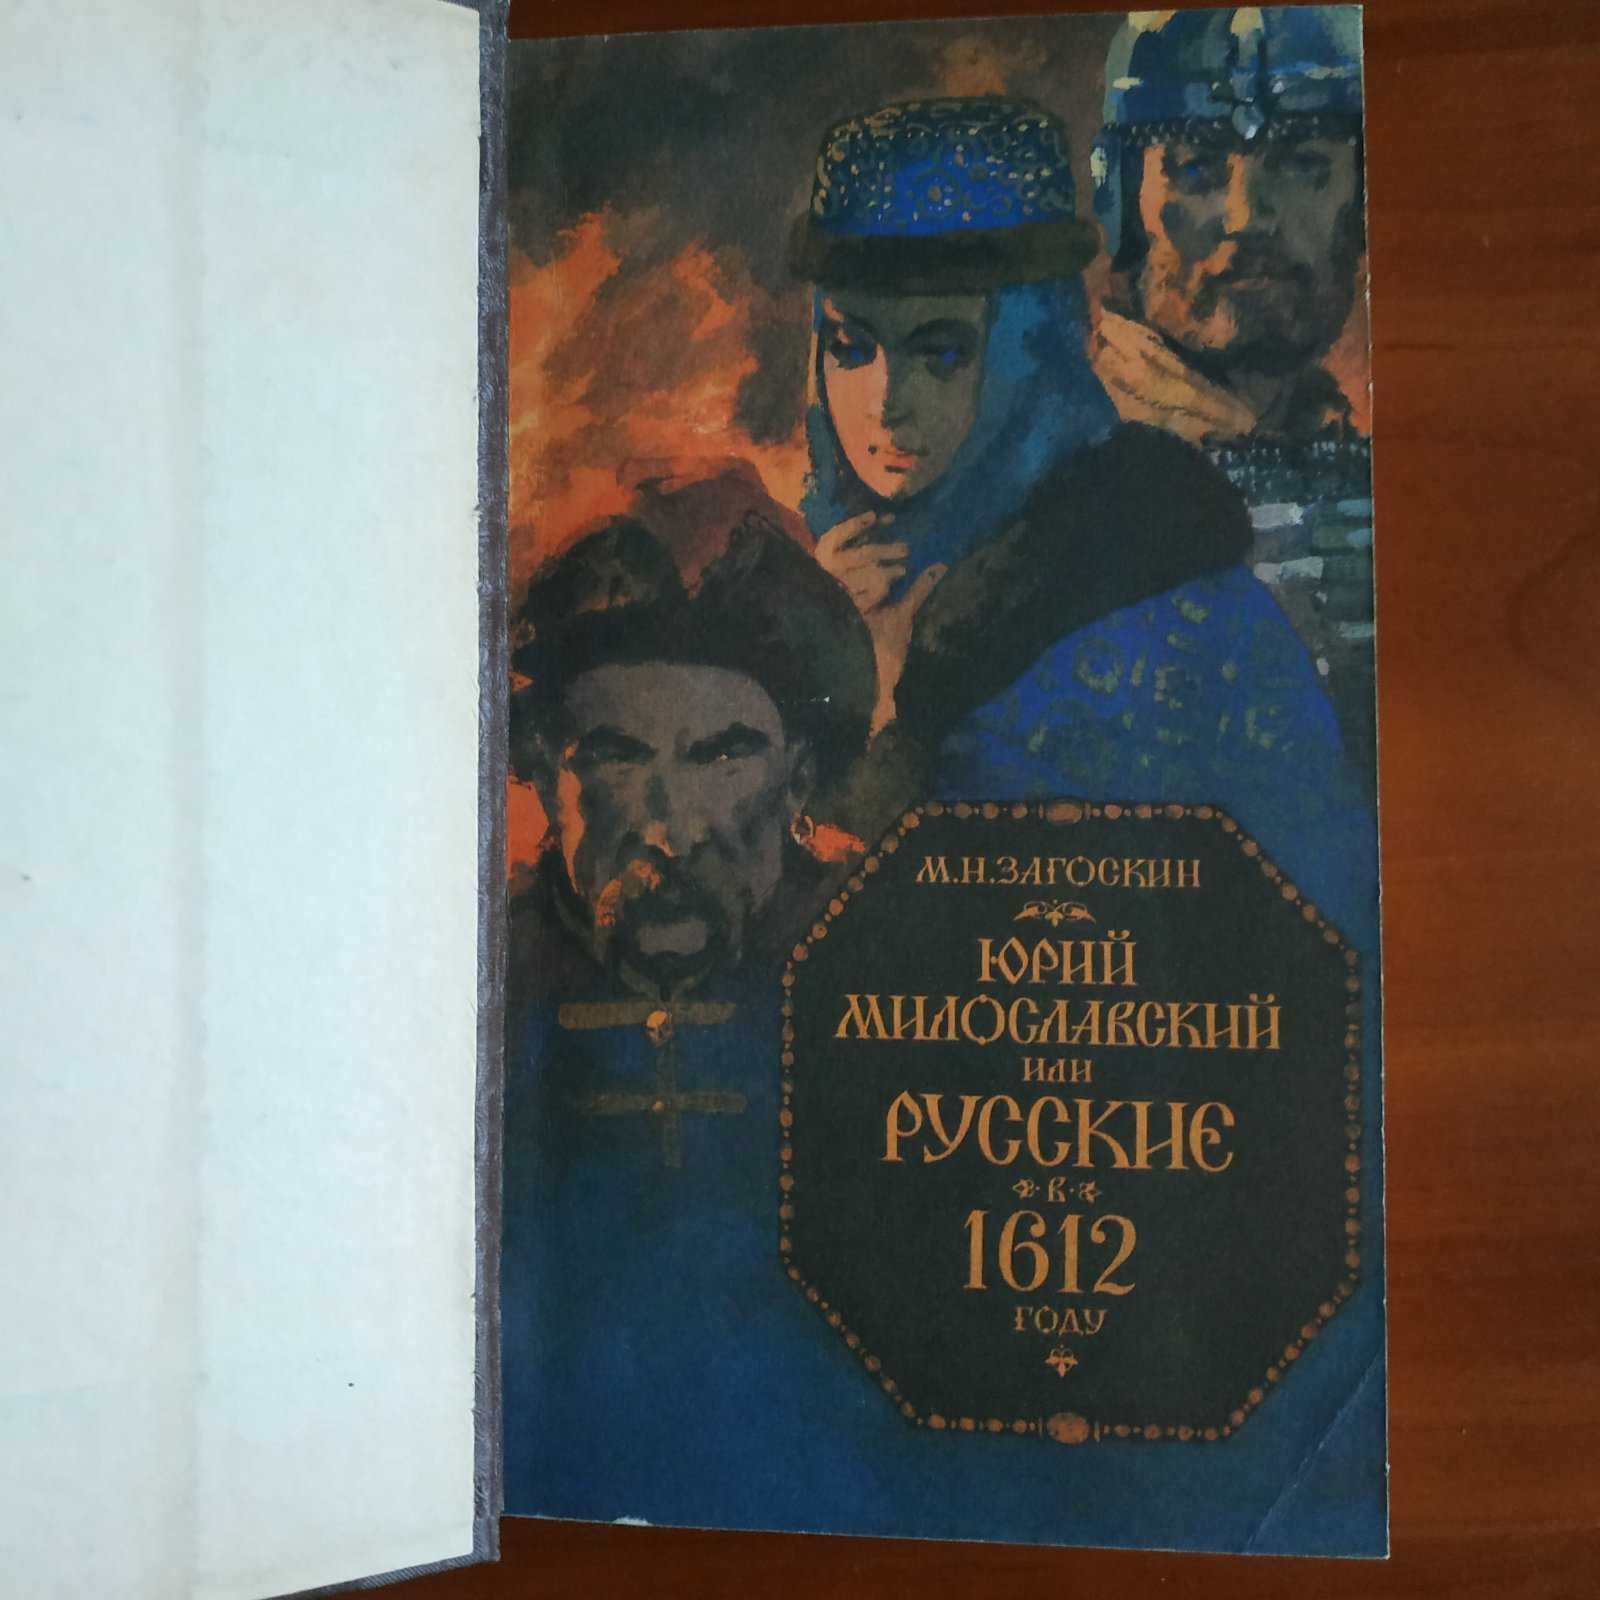 М.Н.ЗАГОСКИН
ЮРИЙ
МИЛОСЛАВСКИЙ
ИЛИ
РУССКИЕ
В
1612
ГОДУ